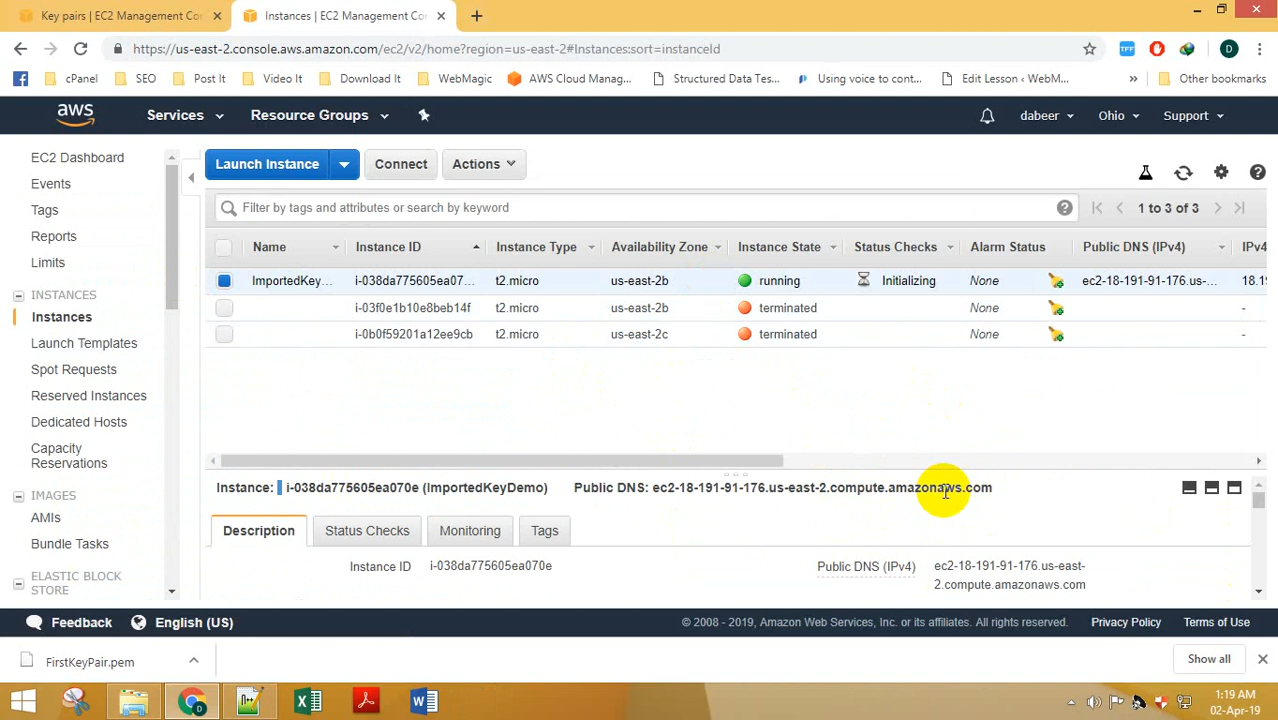 Key pairs | EC2 Management Con
Instances | EC2 Management Con
https://us-east-2.console.aws.amazon.com/ec2/v2/home?region=us-east-2#Instances:sort=instanceId
TFF
D
cPanel SEO Post It Video It Download It WebMagic AWS Cloud Manag... Structured Data Tes... Using voice to cont... Edit Lesson ‹ WebM... » Other bookmarks
aws Services Resource Groups dabeer Ohio Support
EC2 Dashboard
Events
Tags
Reports
Limits
INSTANCES
Instances
Launch Templates
Spot Requests
Reserved Instances
Dedicated Hosts
Capacity
Reservations
IMAGES
AMIs
Bundle Tasks
ELASTIC BLOCK
STORE
Launch Instance Connect Actions
Filter by tags and attributes or search by keyword 1 to 3 of 3
Name Instance ID Instance Type Availability Zone Instance State Status Checks Alarm Status Public DNS (IPv4) IPv4
ImportedKey... i-038da775605ea07... t2.micro us-east-2b running Initializing None ec2-18-191-91-176.us-... 18.19
i-03f0e1b10e8beb14f t2.micro us-east-2b terminated None -
i-0b0f59201a12ee9cb t2.micro us-east-2c terminated None -
Instance: i-038da775605ea070e (ImportedKeyDemo) Public DNS: ec2-18-191-91-176.us-east-2.compute.amazonaws.com
Description Status Checks Monitoring Tags
Instance ID i-038da775605ea070e Public DNS (IPv4) ec2-18-191-91-176.us-east-
2.compute.amazonaws.com
Feedback English (US) © 2008 - 2019, Amazon Web Services, Inc. or its affiliates. All rights reserved. Privacy Policy Terms of Use
FirstKeyPair.pem Show all
1:19 AM
02-Apr-19